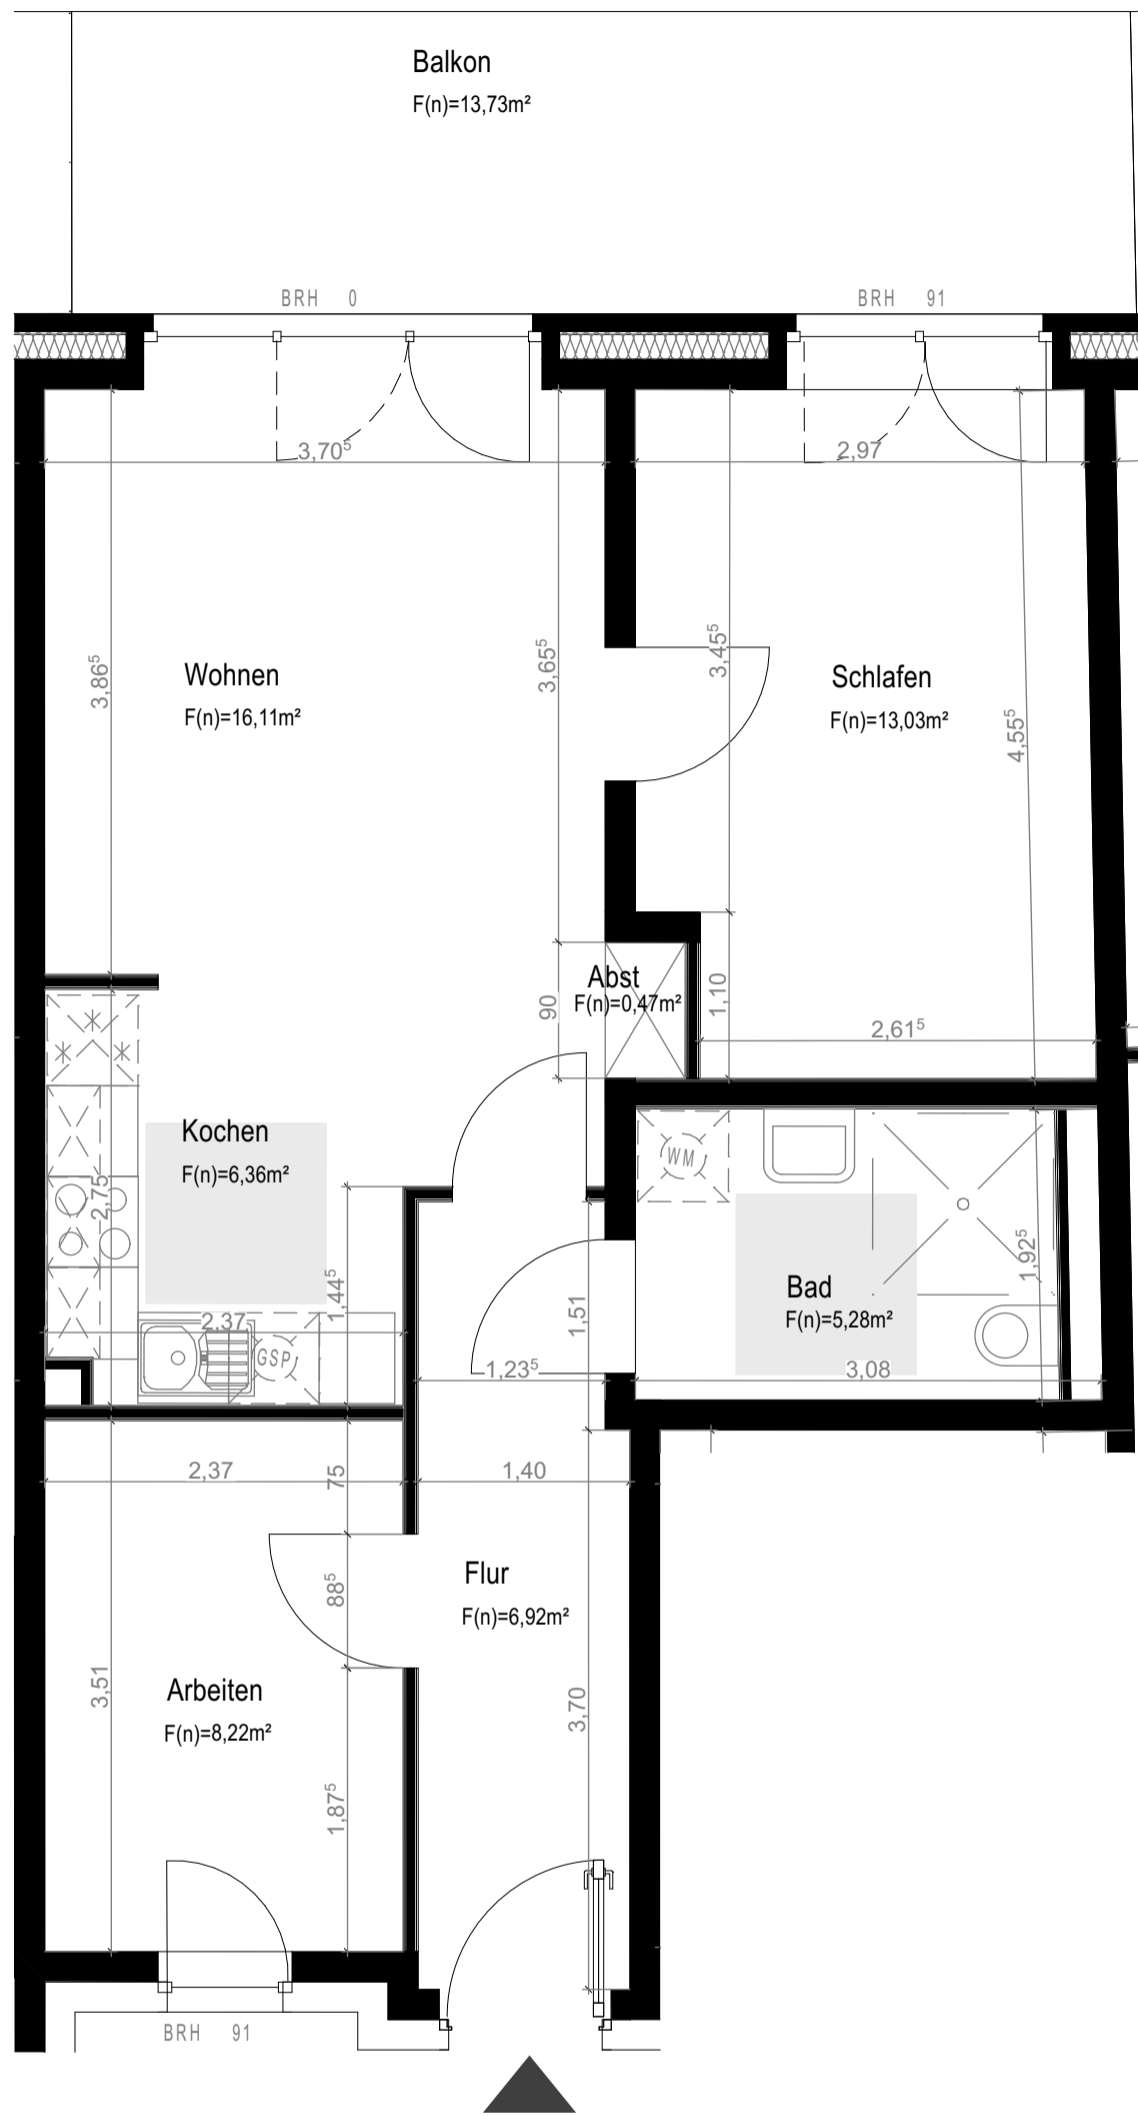 Balkon
F(n)=13,73m²
BRH 0
BRH 91
3,70⁵
2,97
3,86⁵
3,65⁵
3,45⁵
4,55⁵
Wohnen
F(n)=16,11m²
Schlafen
F(n)=13,03m²
Abst
F(n)=0,47m²
90
1,10
2,61⁵
Kochen
F(n)=6,36m²
2,75
WM
1,44⁵
1,51
1,92⁵
Bad
F(n)=5,28m²
2,37
GSP
1,23⁵
3,08
2,37
75
1,40
Flur
F(n)=6,92m²
88⁵
3,51
Arbeiten
F(n)=8,22m²
3,70
1,87⁵
BRH 91